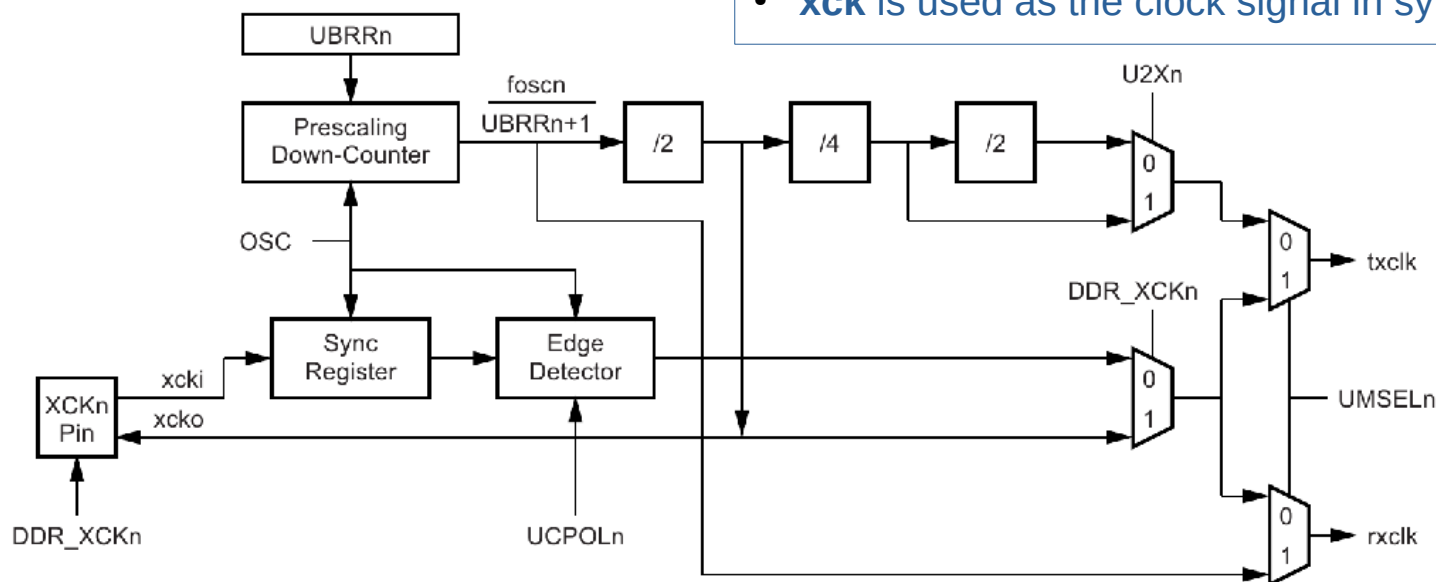 • xck is used as the clock signal in sy
UBRRn
U2Xn
foscn
UBRRn+1
Prescaling
Down-Counter
/2
/4
/2
0
1
OSC
0
1
txclk
DDR_XCKn
Sync
Register
Edge
Detector
xcki
0
1
UMSELn
XCKn
Pin
xcko
0
1
rxclk
DDR_XCKn
UCPOLn